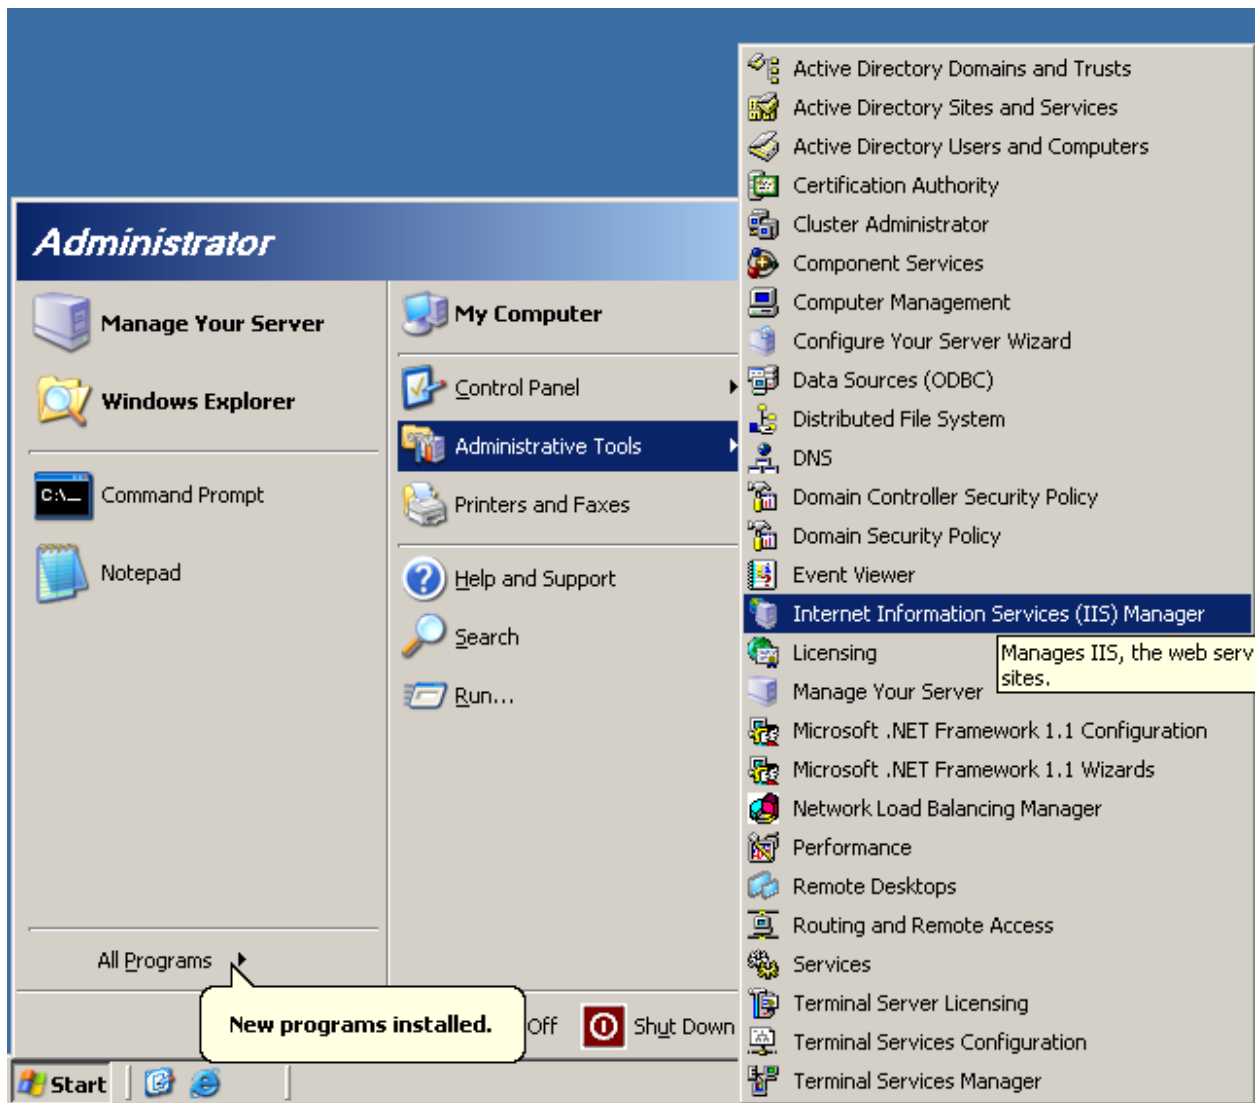 Administrator
Manage Your Server
Windows Explorer
C:\
Command Prompt
Notepad
All Programs
My Computer
Control Panel
Administrative Tools
Printers and Faxes
Help and Support
Search
Run...
New programs installed.
Off
Shut Down
Start
Active Directory Domains and Trusts
Active Directory Sites and Services
Active Directory Users and Computers
Certification Authority
Cluster Administrator
Component Services
Computer Management
Configure Your Server Wizard
Data Sources (ODBC)
Distributed File System
DNS
Domain Controller Security Policy
Domain Security Policy
Event Viewer
Internet Information Services (IIS) Manager
Licensing
Manages IIS, the web serv
sites.
Manage Your Server
Microsoft .NET Framework 1.1 Configuration
Microsoft .NET Framework 1.1 Wizards
Network Load Balancing Manager
Performance
Remote Desktops
Routing and Remote Access
Services
Terminal Server Licensing
Terminal Services Configuration
Terminal Services Manager